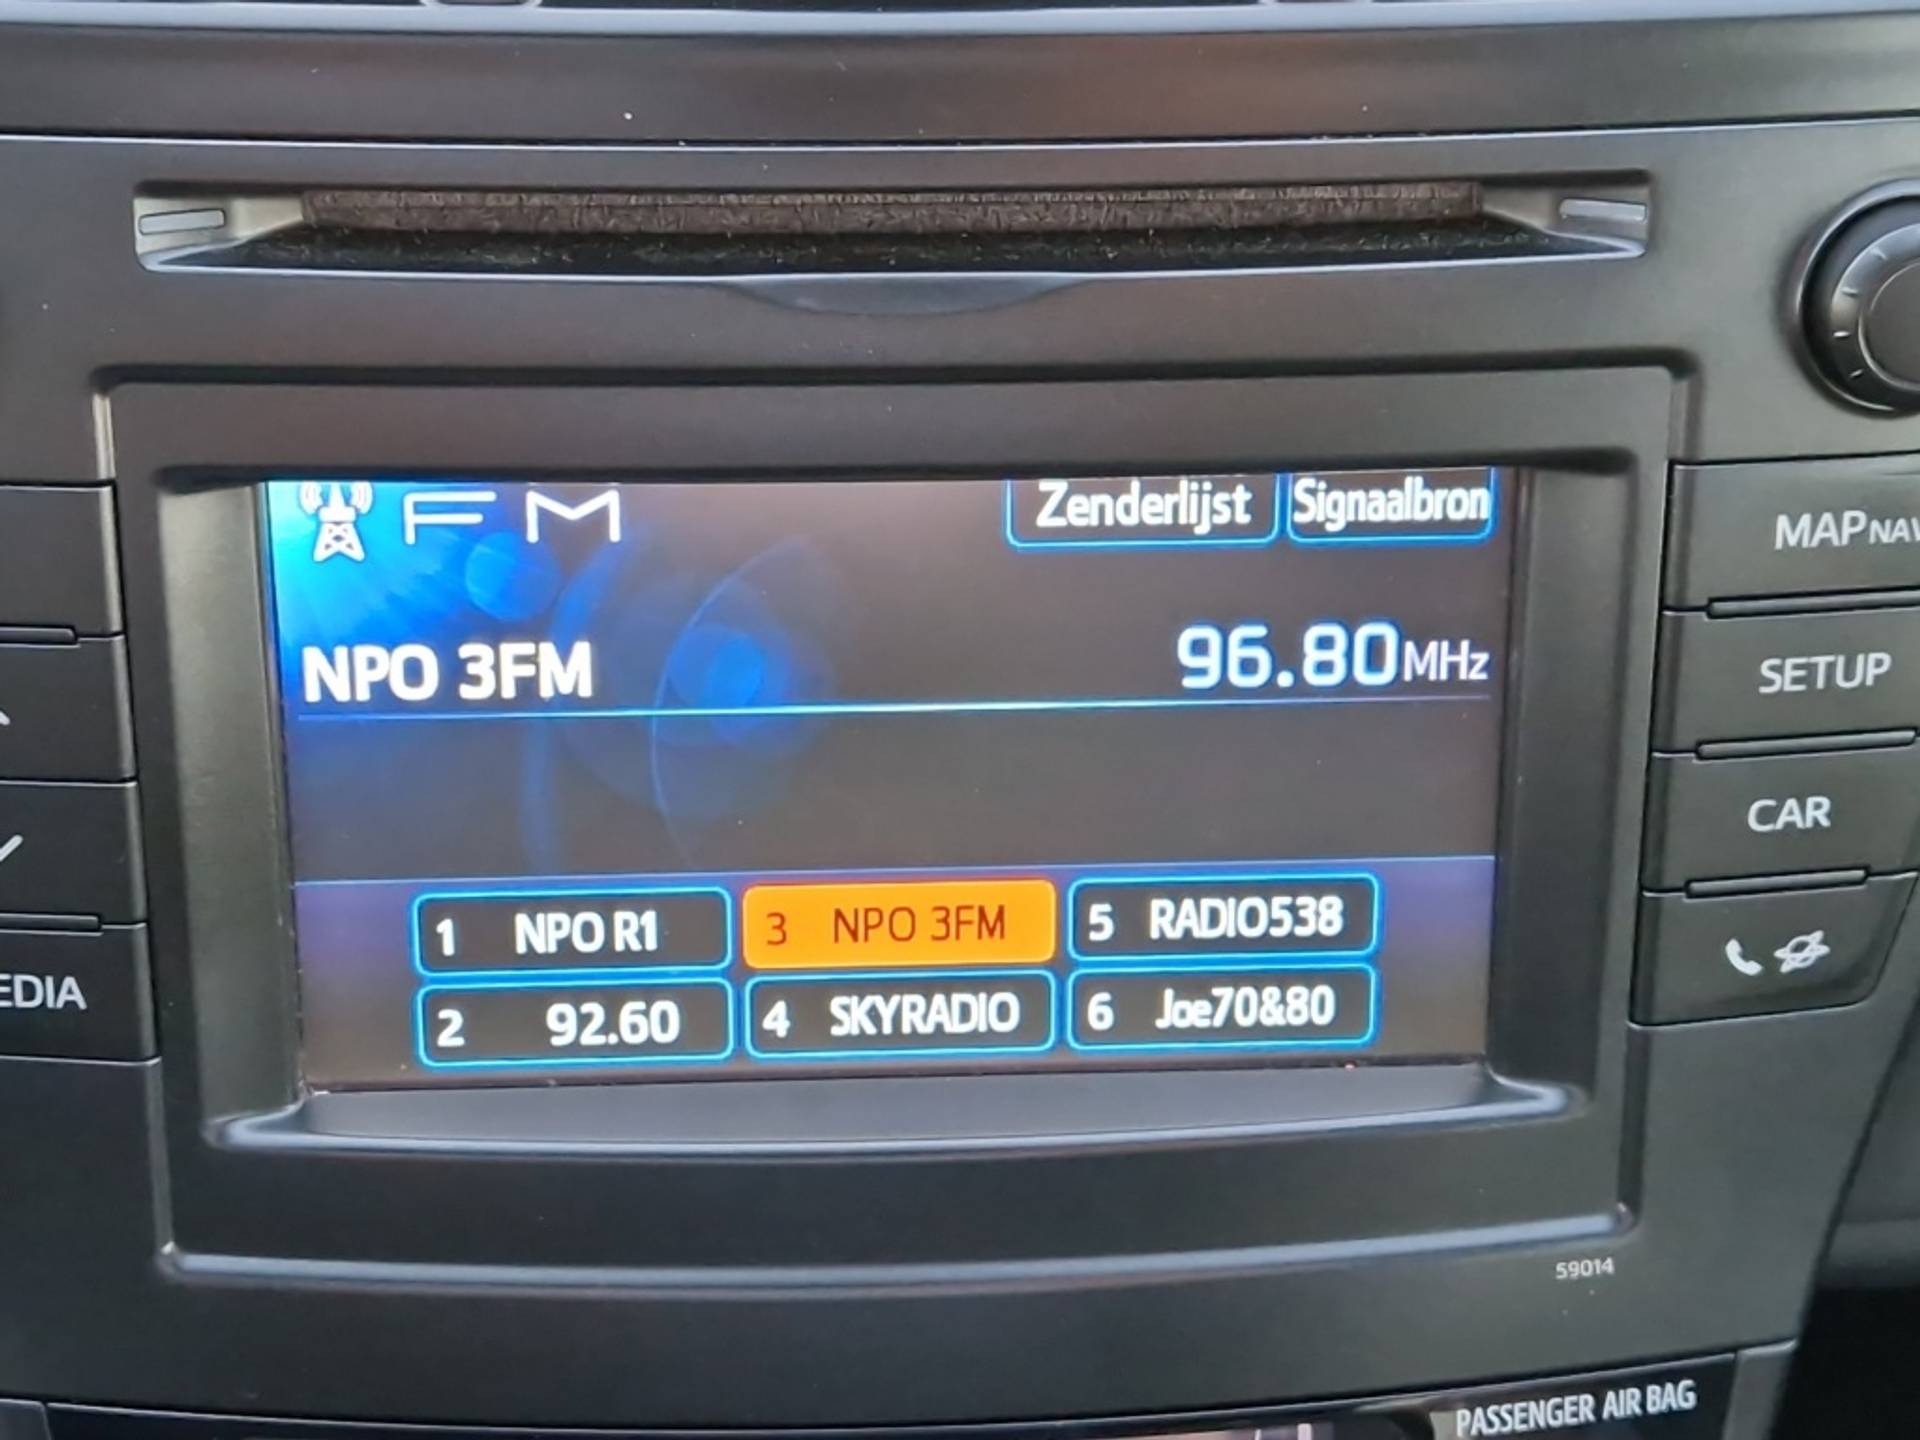 FM Zenderlijst Signaalbron
NPO 3FM 96.80MHz
1 NPO R1 3 NPO 3FM 5 RADIO538
2 92.60 4 SKYRADIO 6 Joe70&80
MAP
SETUP
CAR
59014
PASSENGER AIR BAG